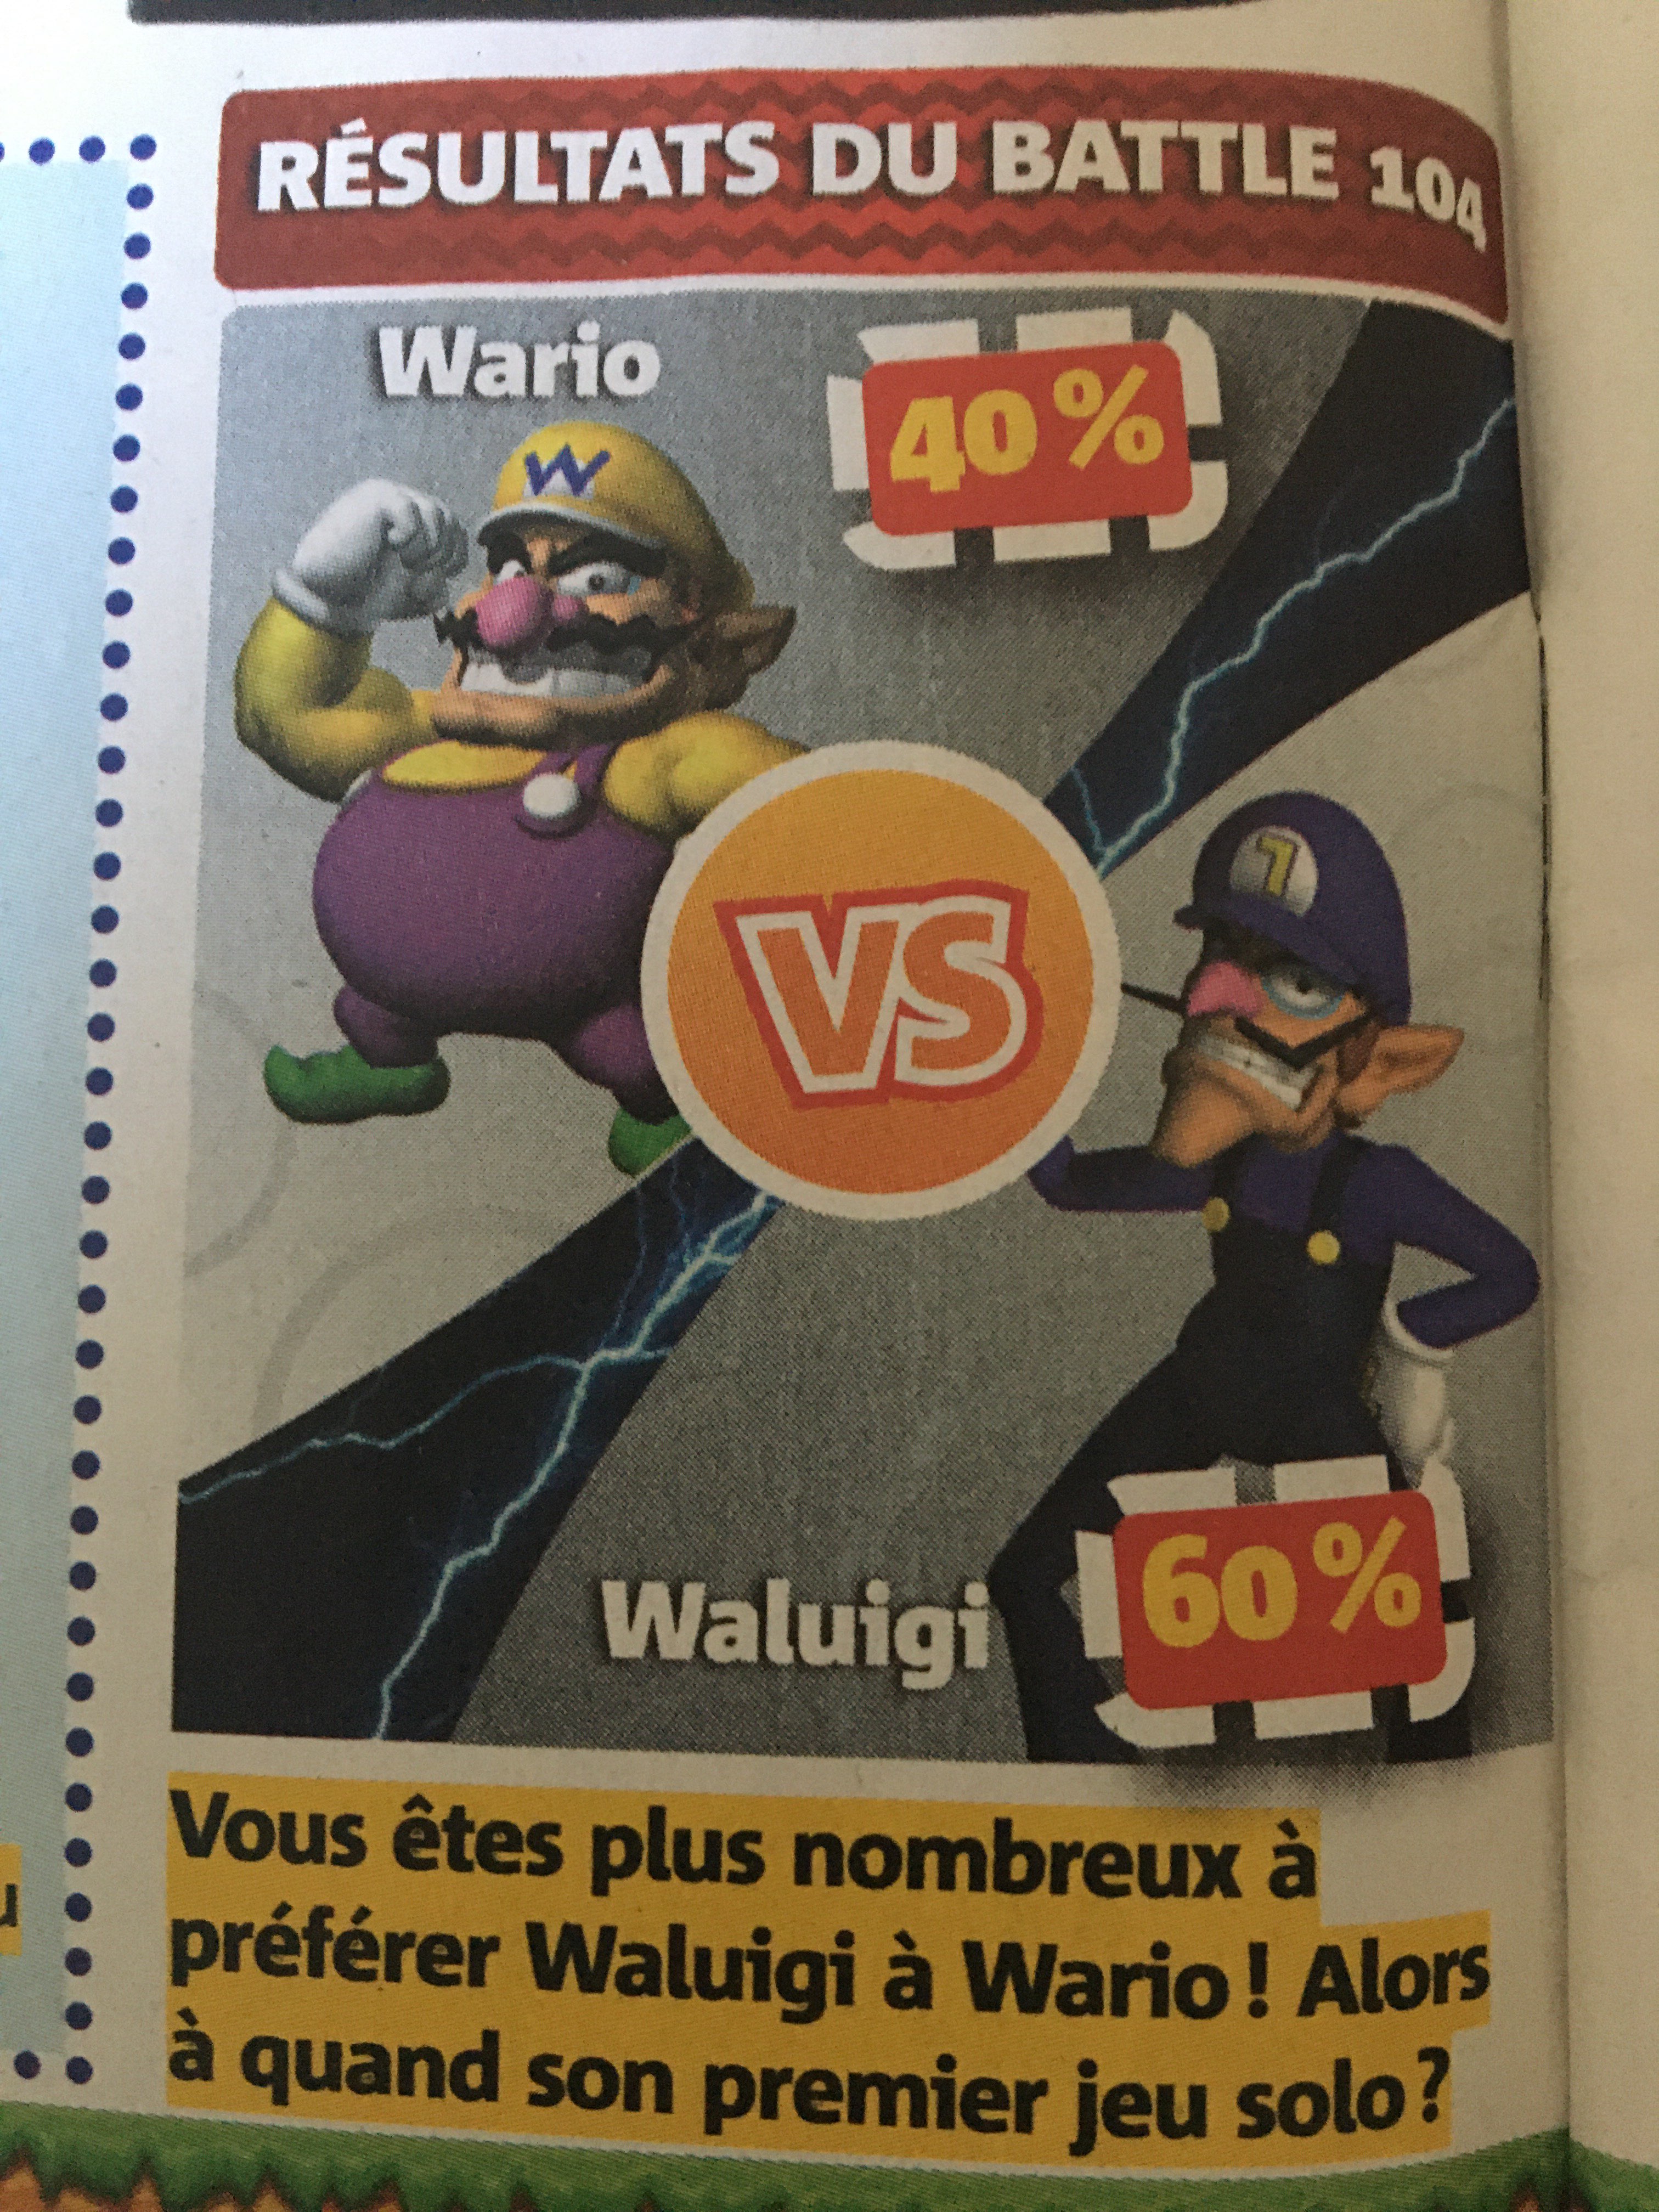 RÉSULTATS DU BATTLE 104
Wario
40 %
W
VS
Waluigi
60 %
Vous êtes plus nombreux à
préférer Waluigi à Wario ! Alors
à quand son premier jeu solo ?